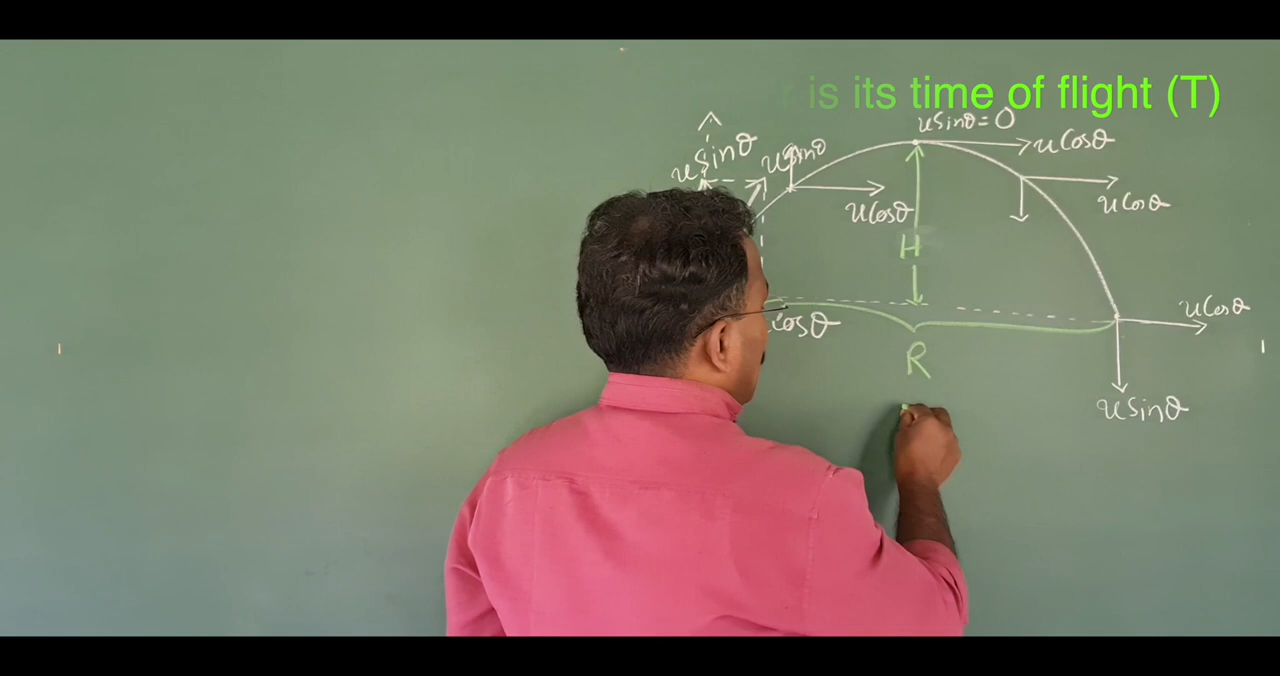 is its time of flight (T)
usinθ=0
uCosθ
usinθ
usinθ
uCosθ
uCosθ
H
uCosθ
cosθ
R
usinθ